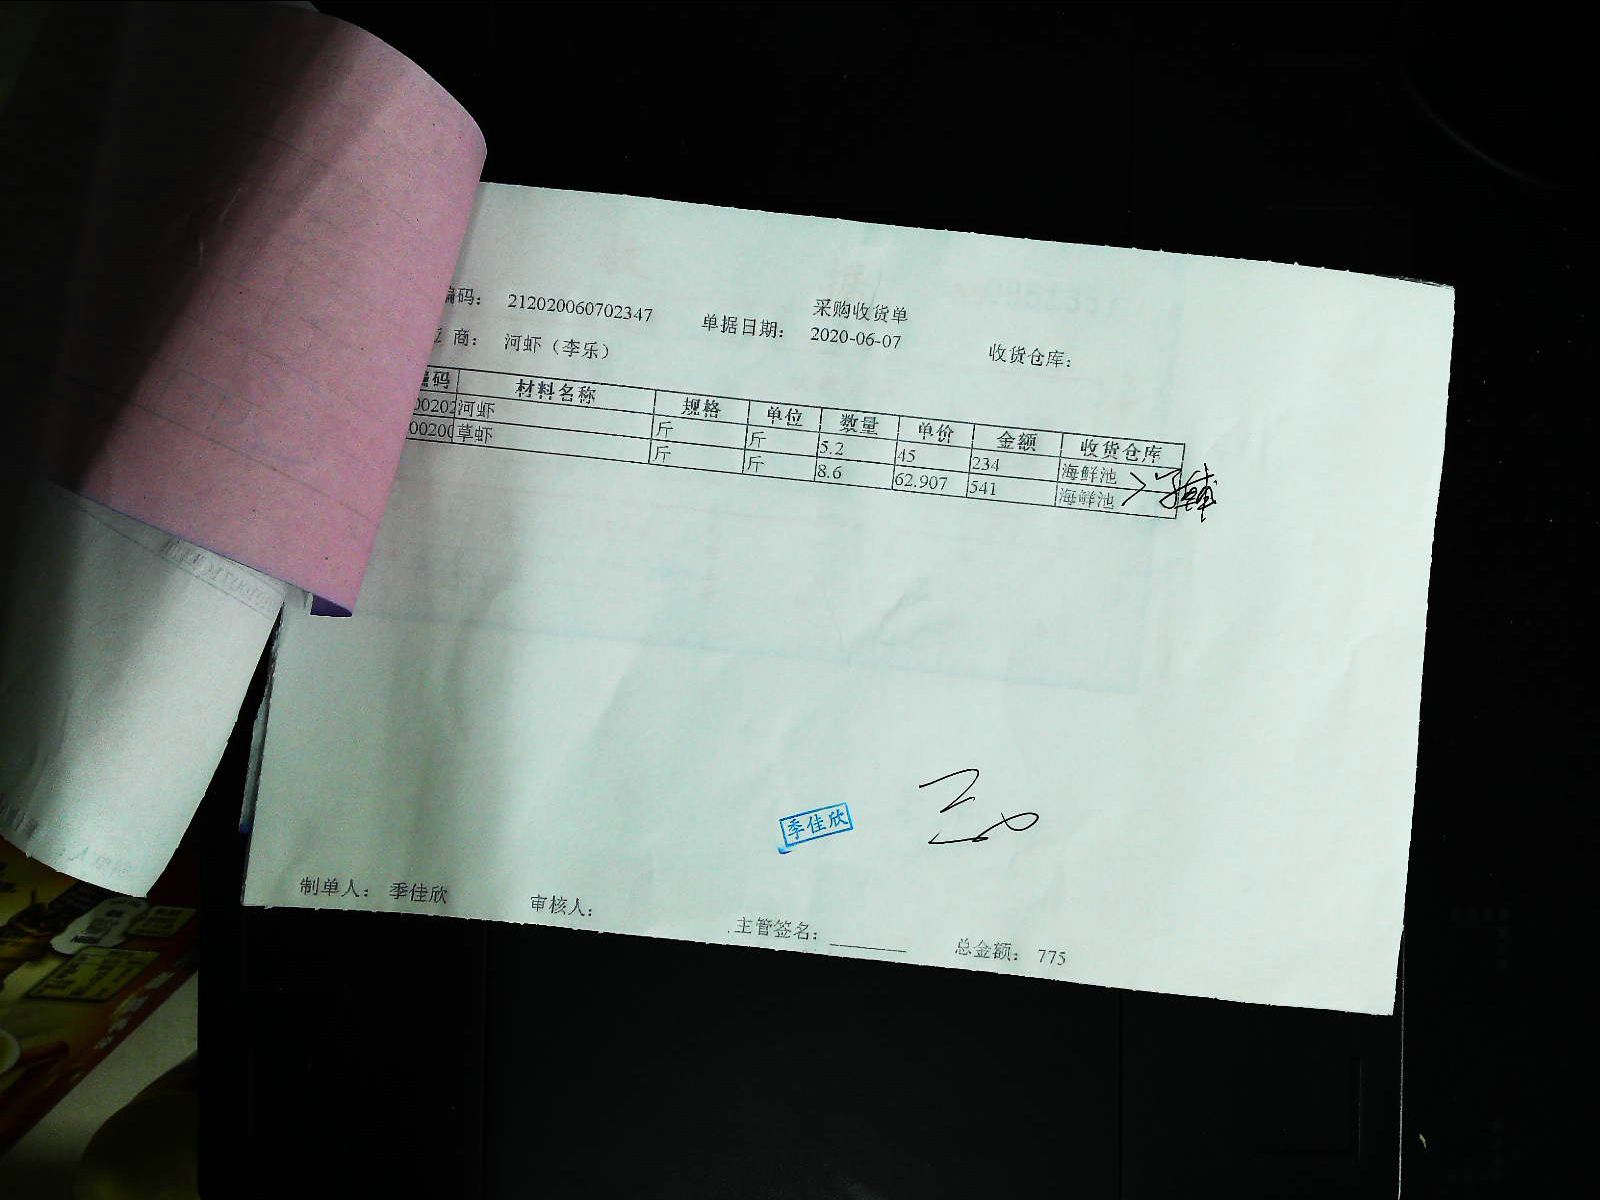 采购收货单
编码： 212020060702347 单据日期： 2020-06-07 收货仓库：
商： 河虾（李乐）
编码 材料名称 规格 单位 数量 单价 金额 收货仓库
00202 河虾 斤 斤 5.2 45 234 海鲜池
00200 草虾 斤 斤 8.6 62.907 541 海鲜池
季佳欣
制单人： 季佳欣 审核人： 主管签名： 总金额： 775